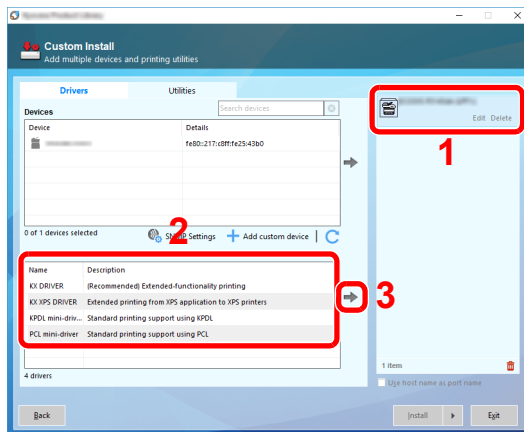 Custom Install
Add multiple devices and printing utilities
Drivers
Utilities
Devices
Search devices
Device
Details
fe80::217:c8ff:fe25:43b0
0 of 1 devices selected
Settings
Add custom device
Edit Delete
1
2
Name
Description
KX DRIVER
(Recommended) Extended-functionality printing
KX XPS DRIVER
Extended printing from XPS application to XPS printers
KPDL mini-driv...
Standard printing support using KPDL
PCL mini-driver
Standard printing support using PCL
3
4 drivers
1 item
Use host name as port name
Back
Install
Exit